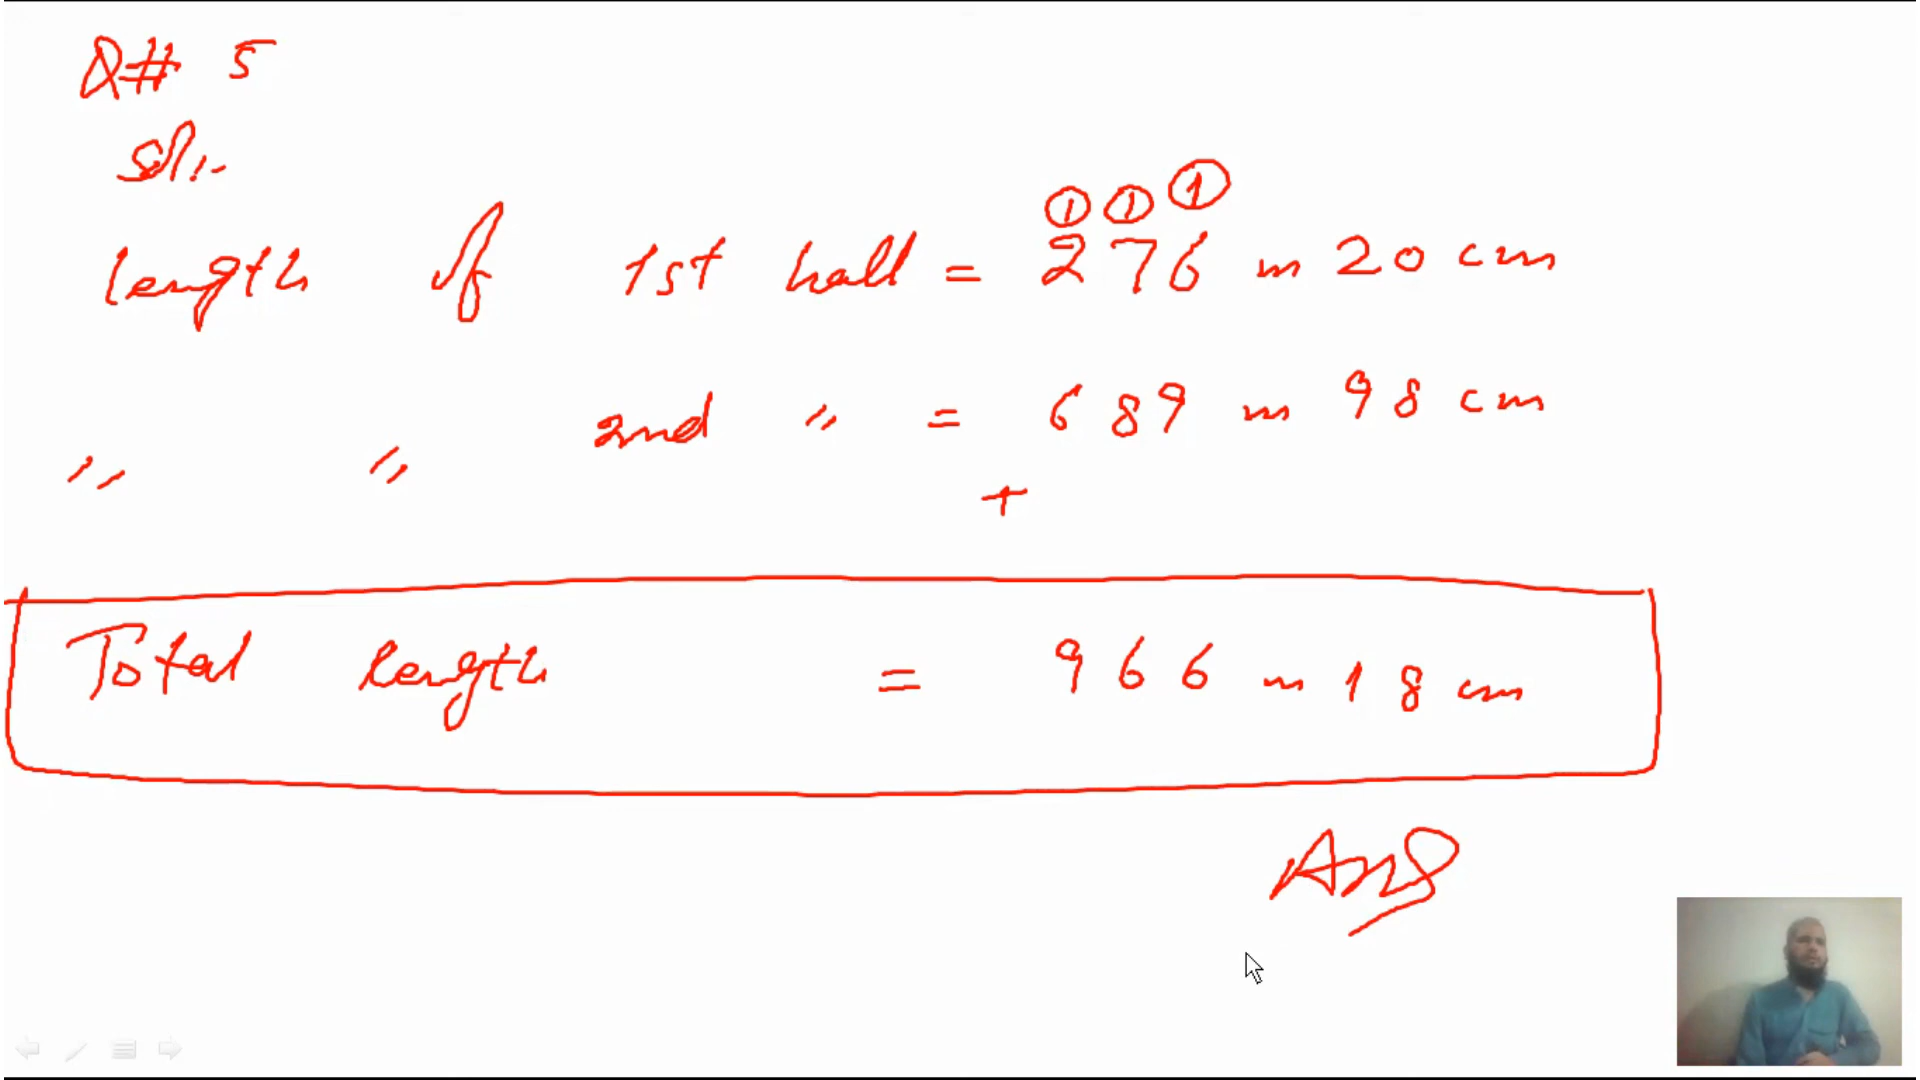 Q# 5
Sol:-
① ① ①
length of 1st hall = 276 m 20 cm
〃 〃 2nd 〃 = 689 m 98 cm
+
Total length = 966 m 18 cm
Ans